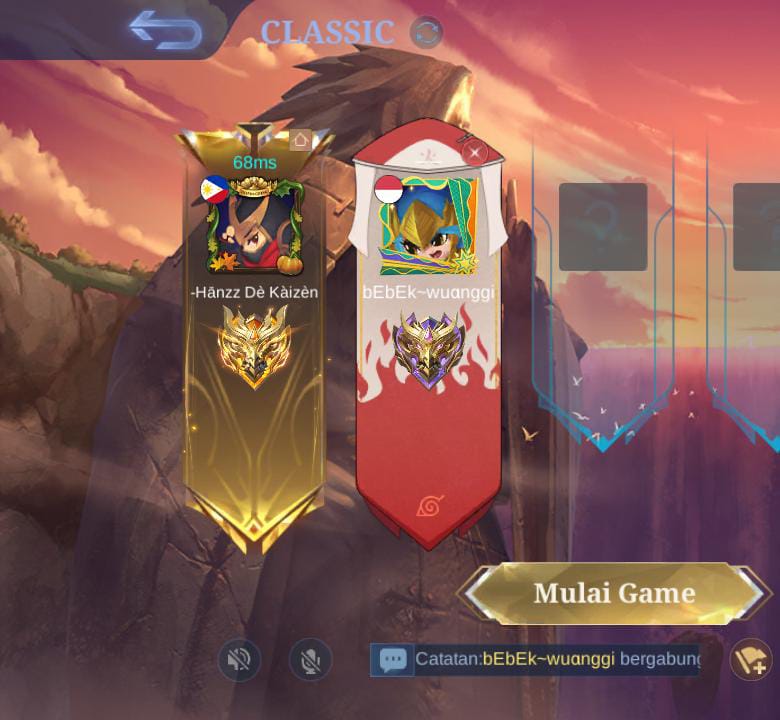 CLASSIC
68ms
-Hānzz Dè Kàizèn
bEbEk~wuɑnggi
Mulai Game
Catatan:bEbEk~wuɑnggi bergabung